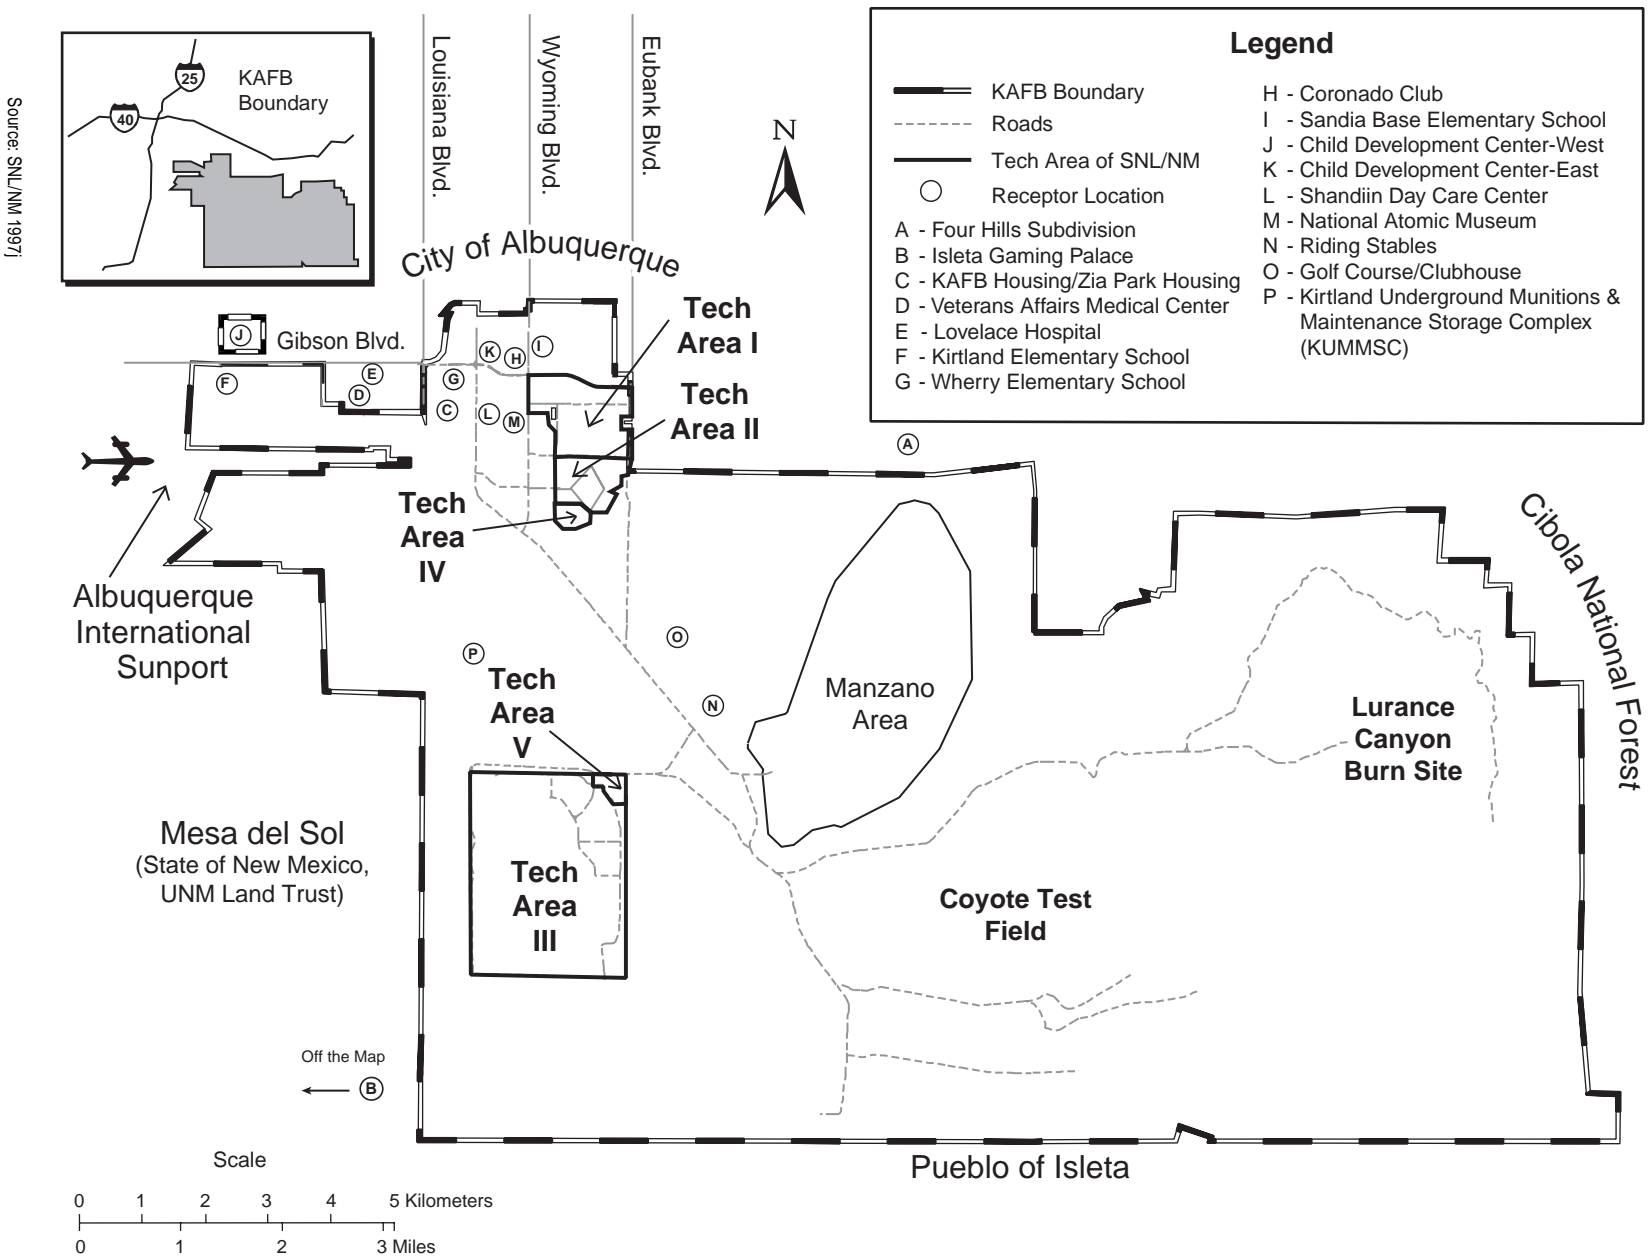 Source: SNL/NM 1997j
25
40
KAFB
Boundary
Louisiana Blvd.
Wyoming Blvd.
Eubank Blvd.
N
Legend
KAFB Boundary
Roads
Tech Area of SNL/NM
Receptor Location
A - Four Hills Subdivision
B - Isleta Gaming Palace
C - KAFB Housing/Zia Park Housing
D - Veterans Affairs Medical Center
E - Lovelace Hospital
F - Kirtland Elementary School
G - Wherry Elementary School
H - Coronado Club
I - Sandia Base Elementary School
J - Child Development Center-West
K - Child Development Center-East
L - Shandiin Day Care Center
M - National Atomic Museum
N - Riding Stables
O - Golf Course/Clubhouse
P - Kirtland Underground Munitions &
Maintenance Storage Complex
(KUMMSC)
City of Albuquerque
Tech
Area I
J
Gibson Blvd.
K
H
I
F
E
D
G
C
L
M
Tech
Area II
A
Tech
Area
IV
Albuquerque
International
Sunport
Cibola National Forest
O
P
N
Tech
Area
V
Manzano
Area
Lurance
Canyon
Burn Site
Mesa del Sol
(State of New Mexico,
UNM Land Trust)
Tech
Area
III
Coyote Test
Field
Off the Map
B
Pueblo of Isleta
Scale
0 1 2 3 4 5 Kilometers
0 1 2 3 Miles